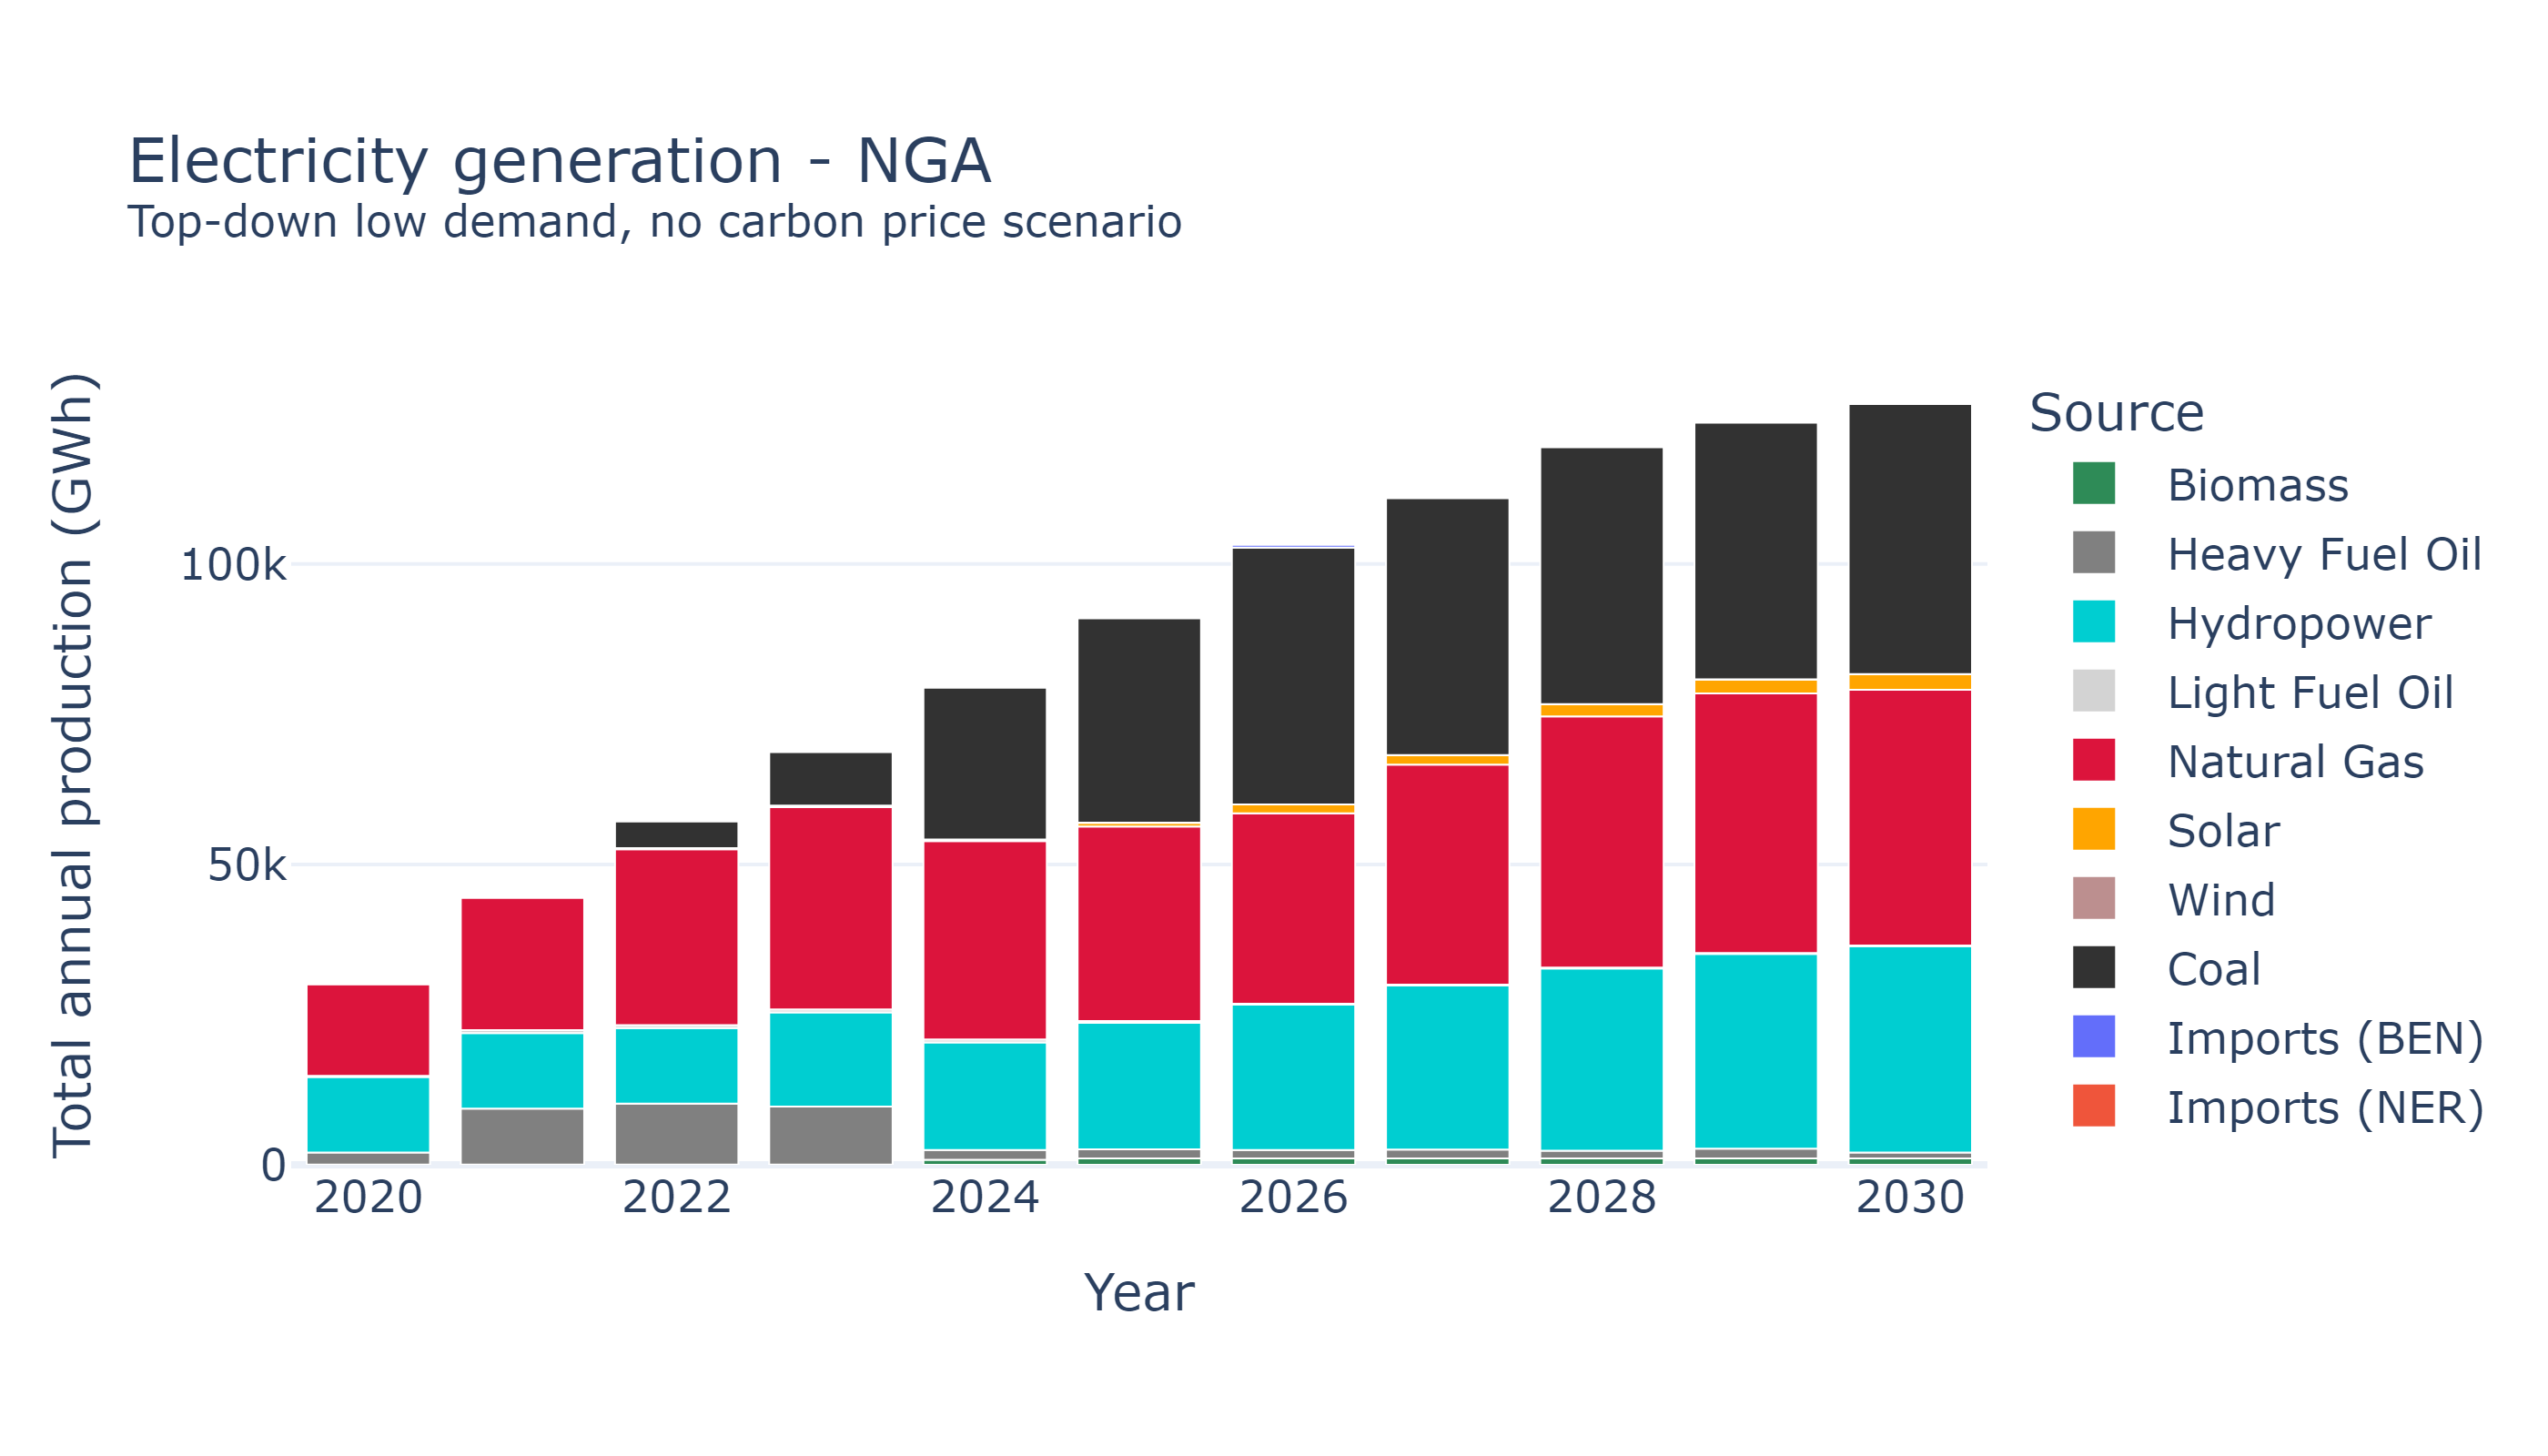 Electricity generation - NGA
Top-down low demand, no carbon price scenario
Total annual production (GWh)
100k
50k
0
2020
2022
2024
2026
2028
2030
Year
Source
Biomass
Heavy Fuel Oil
Hydropower
Light Fuel Oil
Natural Gas
Solar
Wind
Coal
Imports (BEN)
Imports (NER)